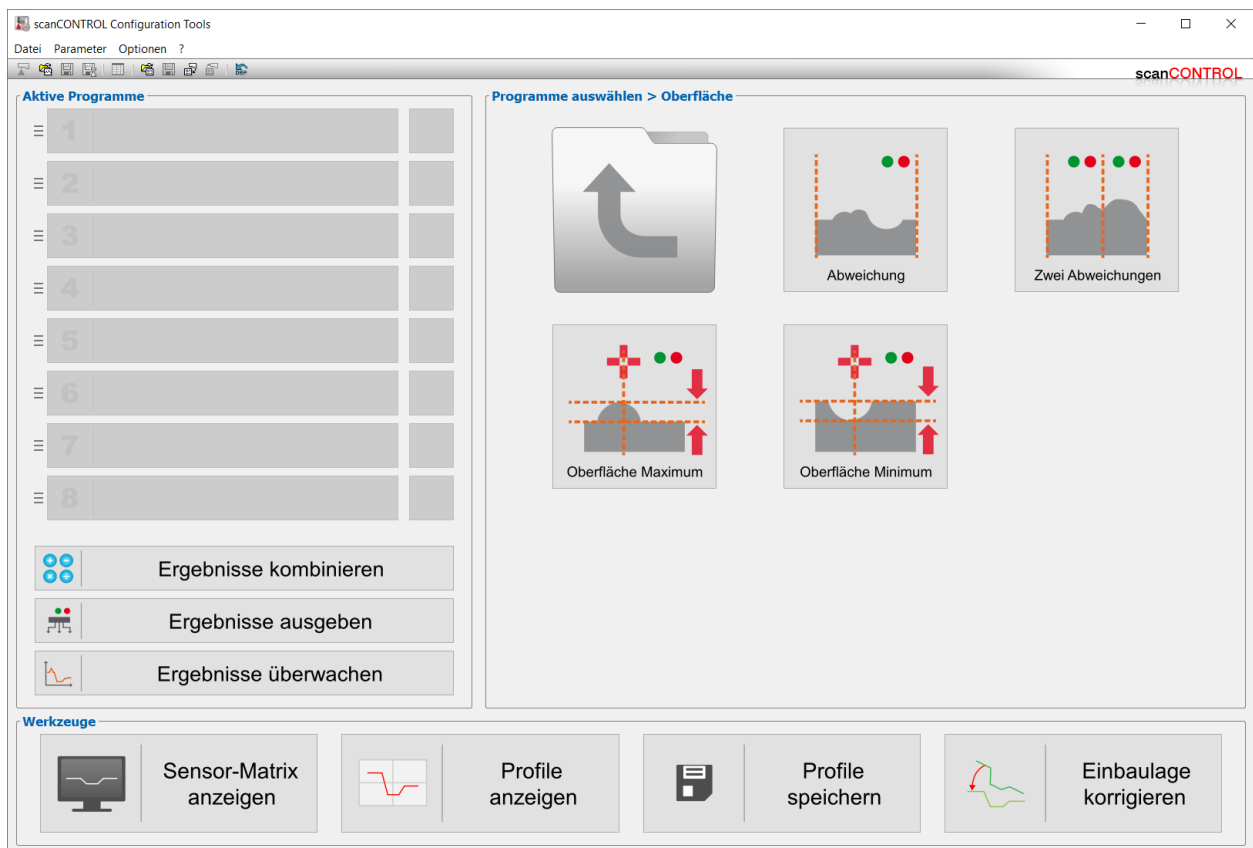 scanCONTROL Configuration Tools
Datei Parameter Optionen ?
scanCONTROL
Aktive Programme
1
2
3
4
5
6
7
8
Ergebnisse kombinieren
Ergebnisse ausgeben
Ergebnisse überwachen
Programme auswählen > Oberfläche
Abweichung
Zwei Abweichungen
Oberfläche Maximum
Oberfläche Minimum
Werkzeuge
Sensor-Matrix
anzeigen
Profile
anzeigen
Profile
speichern
Einbaulage
korrigieren